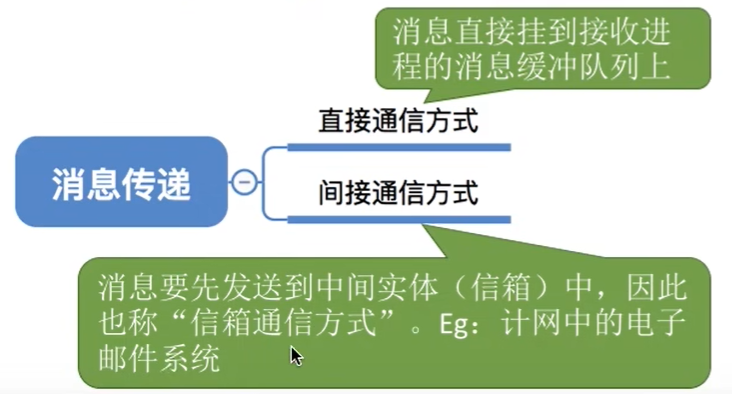 消息直接挂到接收进
程的消息缓冲队列上
直接通信方式
消息传递
间接通信方式
消息要先发送到中间实体（信箱）中，因此
也称“信箱通信方式”。Eg：计网中的电子
邮件系统